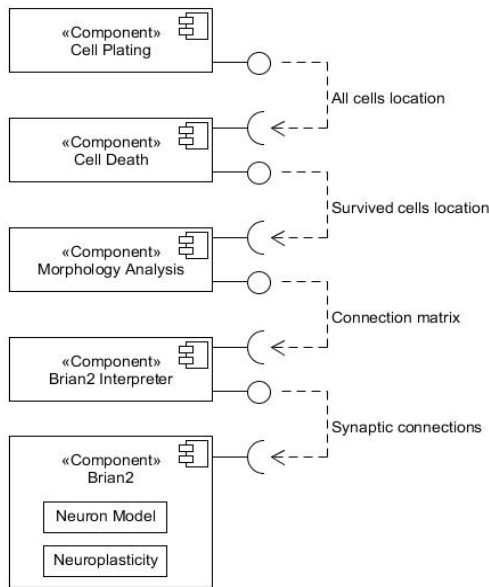 «Component»
Cell Plating
All cells location
«Component»
Cell Death
Survived cells location
«Component»
Morphology Analysis
Connection matrix
«Component»
Brian2 Interpreter
Synaptic connections
«Component»
Brian2
Neuron Model
Neuroplasticity